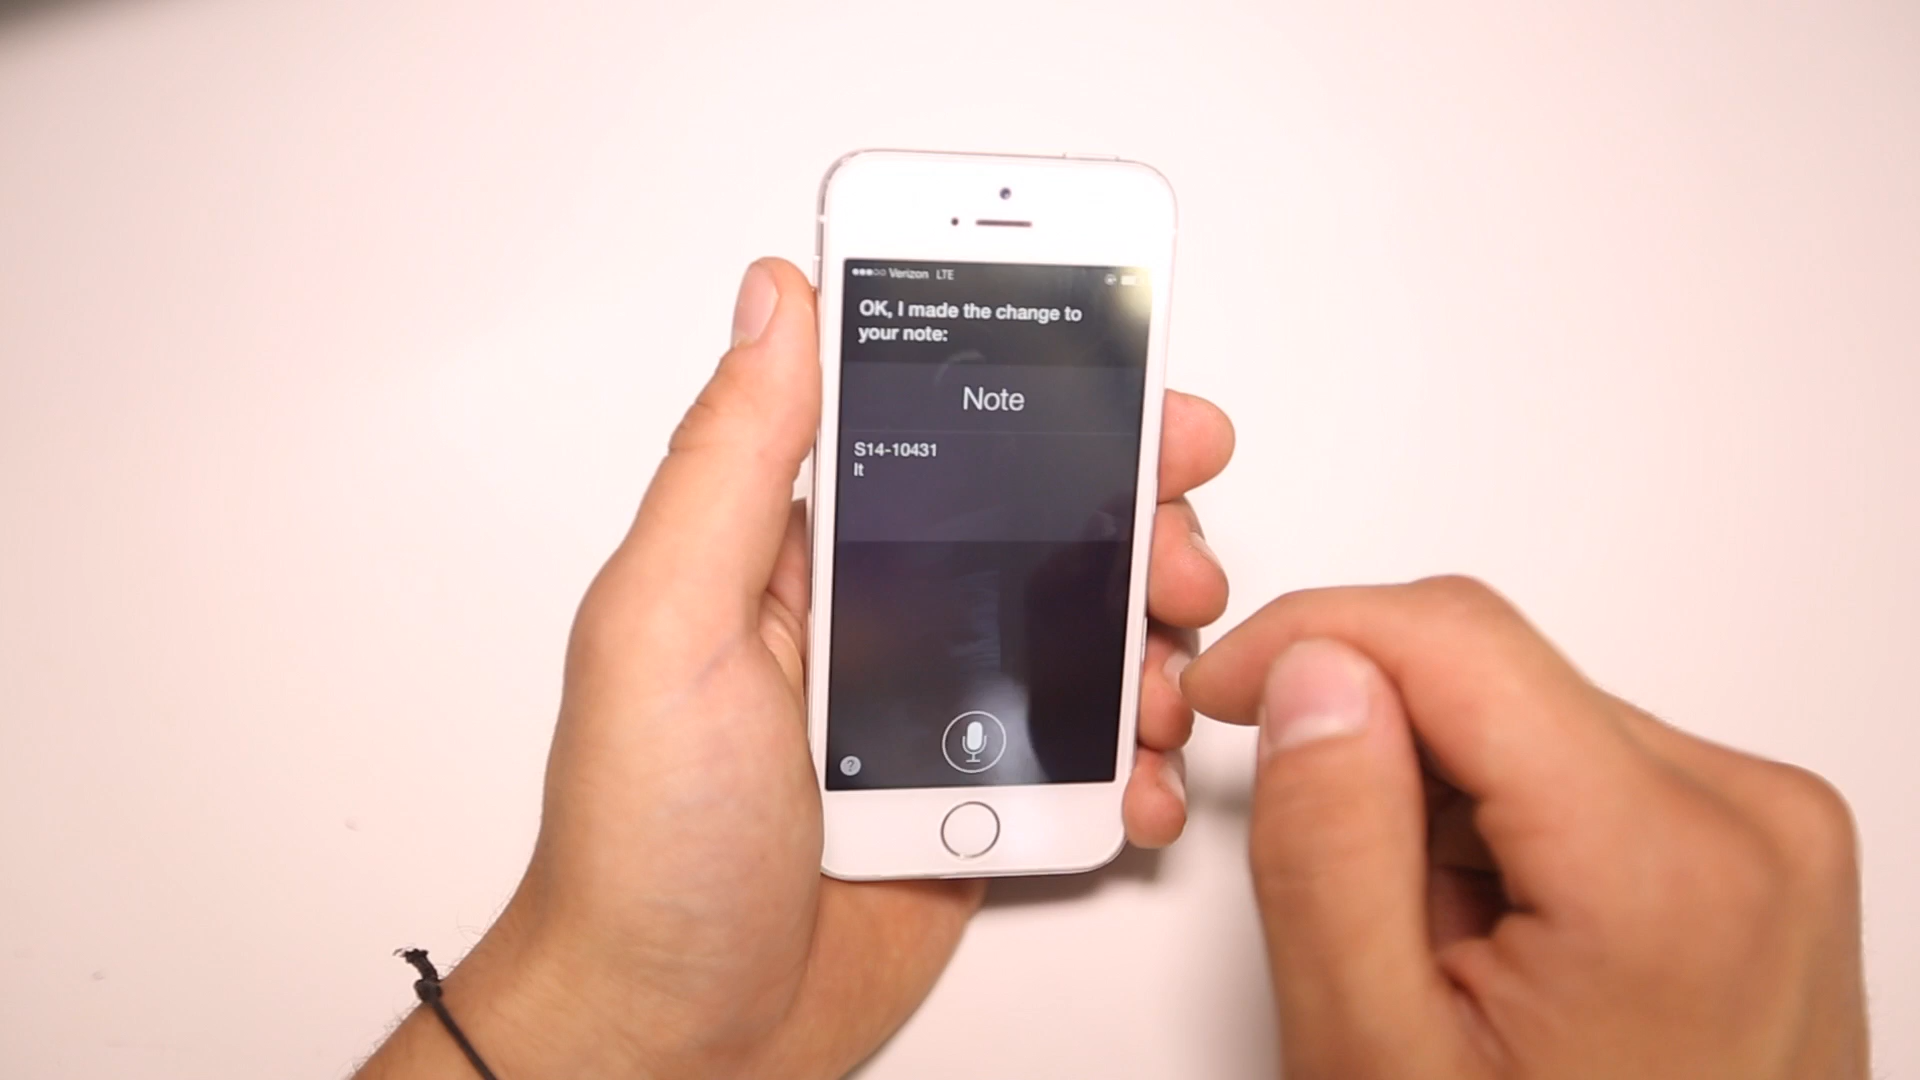 Verizon LTE
OK, I made the change to
your note:
Note
S14-10431
It
?